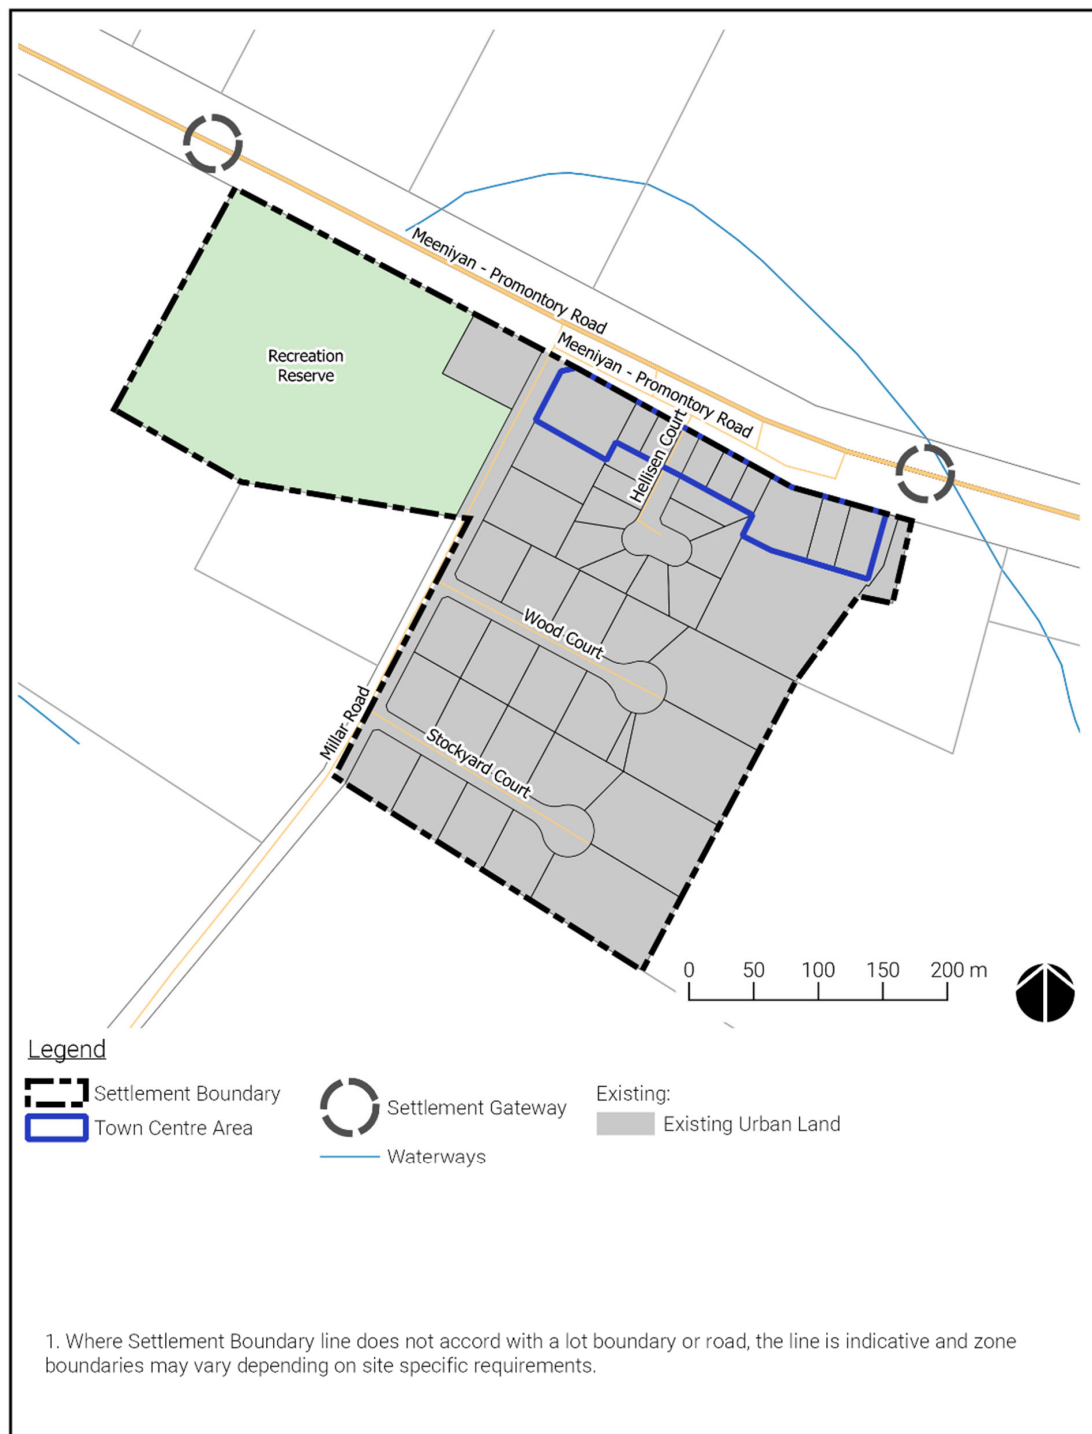 Meeniyan - Promontory Road
Meeniyan - Promontory Road
Recreation
Reserve
Hellisen Court
Wood Court
Millar Road
Stockyard Court
0 50 100 150 200 m
Legend
Settlement Boundary
Town Centre Area
Settlement Gateway
Waterways
Existing:
Existing Urban Land
1. Where Settlement Boundary line does not accord with a lot boundary or road, the line is indicative and zone
boundaries may vary depending on site specific requirements.